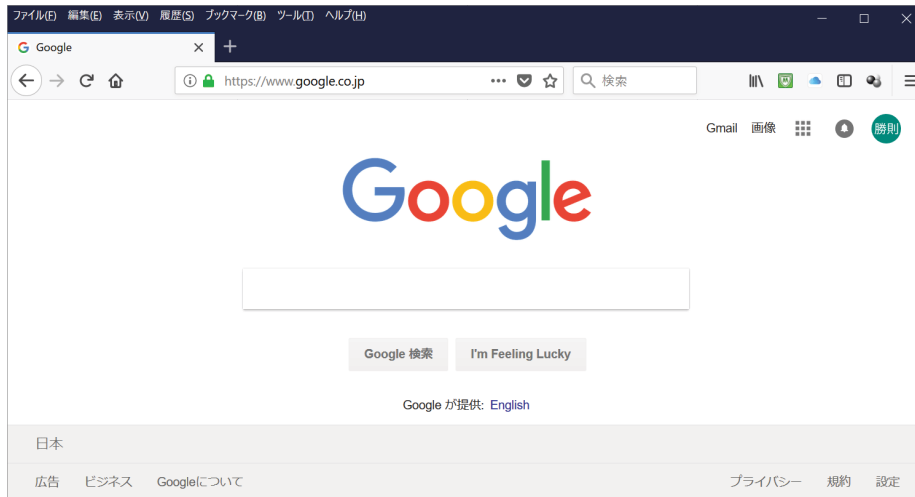 ファイル(F) 編集(E) 表示(V) 履歴(S) ブックマーク(B) ツール(T) ヘルプ(H)
Google
https://www.google.co.jp 検索
Gmail 画像 勝則
Google
Google 検索 I'm Feeling Lucky
Google が提供: English
日本
広告 ビジネス Googleについて プライバシー 規約 設定